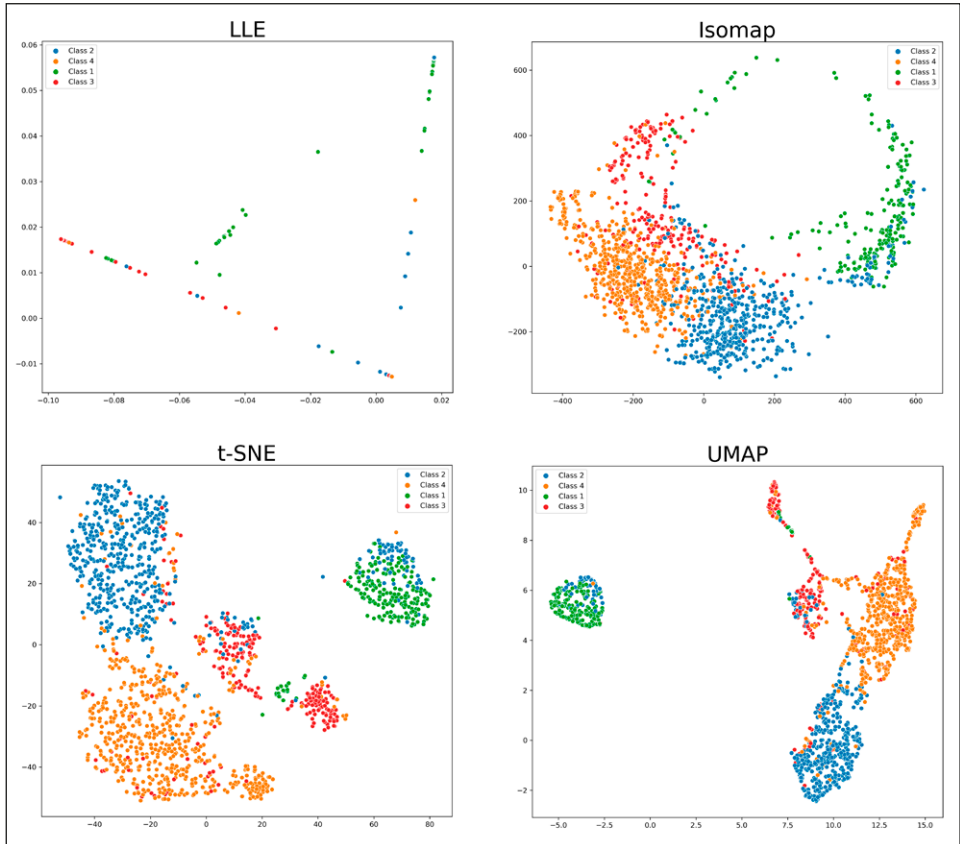 LLE
Class 2
Class 4
Class 1
Class 3
0.06
0.05
0.04
0.03
0.02
0.01
0.00
−0.01
−0.10 −0.08 −0.06 −0.04 −0.02 0.00 0.02
Isomap
Class 2
Class 4
Class 1
Class 3
600
400
200
0
−200
−400 −200 0 200 400 600
t-SNE
Class 2
Class 4
Class 1
Class 3
40
20
0
−20
−40
−40 −20 0 20 40 60 80
UMAP
Class 2
Class 4
Class 1
Class 3
10
8
6
4
2
0
−2
−5.0 −2.5 0.0 2.5 5.0 7.5 10.0 12.5 15.0